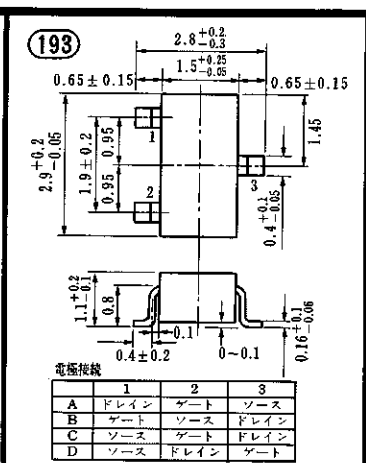 193
2.8 +0.2 -0.3
1.5 +0.25 -0.05
0.65±0.15
0.65±0.15
1
2
3
2.9 +0.2 -0.05
1.9±0.2
0.95
0.95
1.45
0.4 +0.1 -0.05
1.1 +0.2 -0.1
0.8
0.1
0.4±0.2
0~0.1
0.16 +0.1 -0.06
電極接続
1 2 3
A ドレイン ゲート ソース
B ゲート ソース ドレイン
C ソース ゲート ドレイン
D ソース ドレイン ゲート